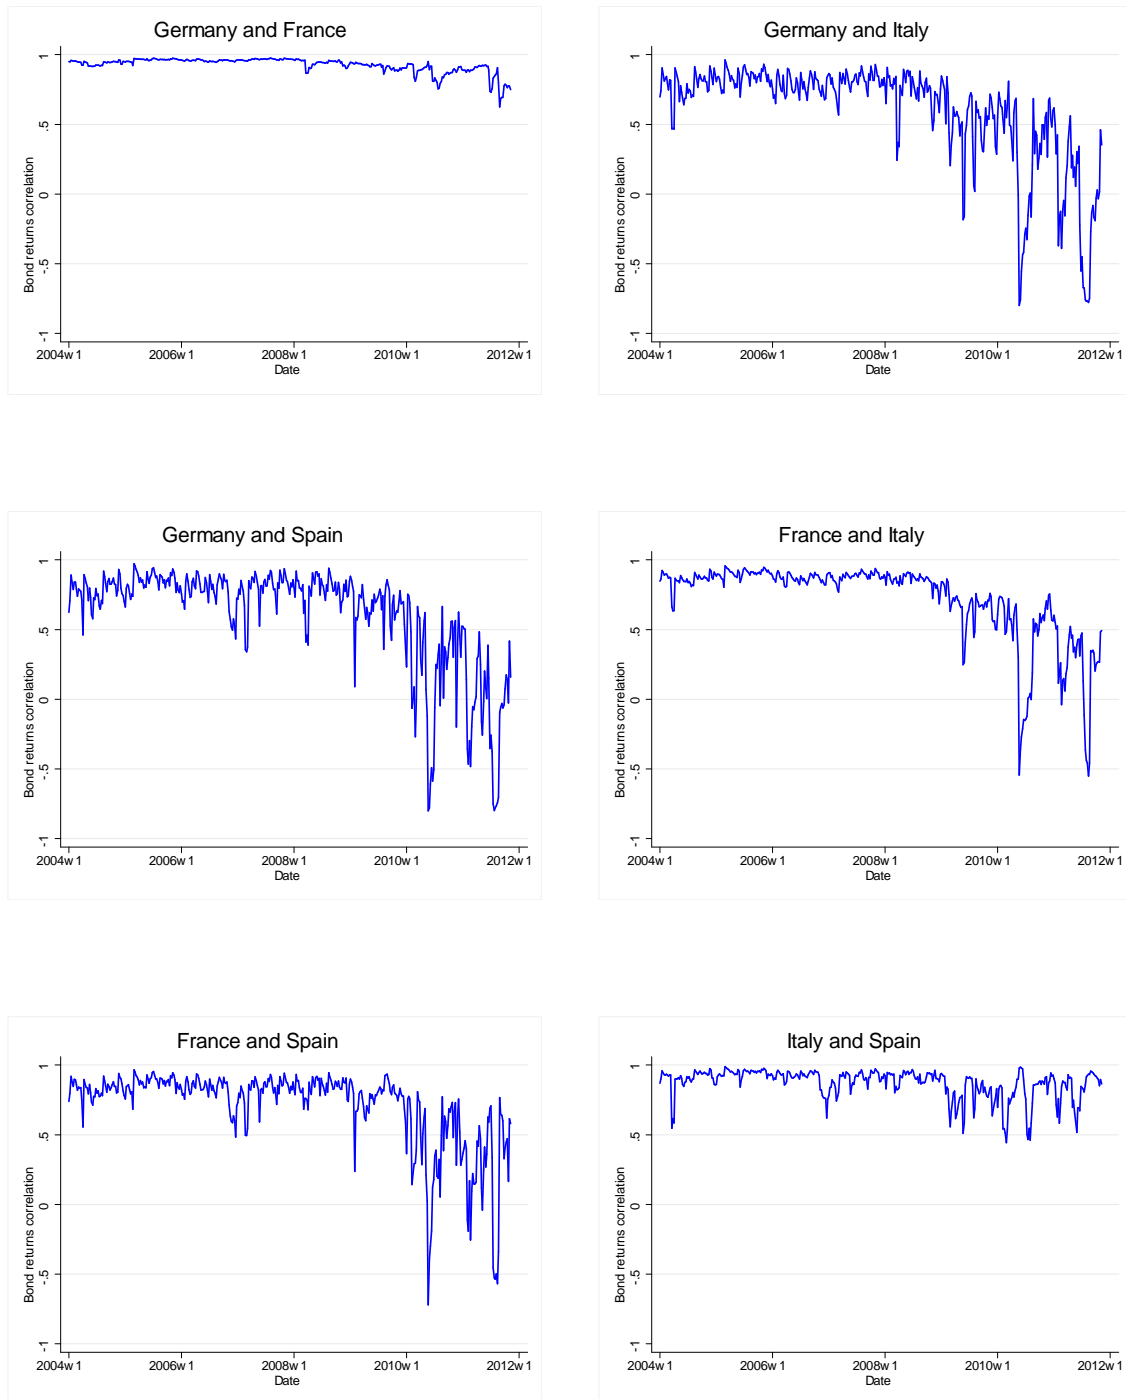 Germany and France
Bond returns correlation
1
.5
0
-.5
-1
2004w1 2006w1 2008w1 2010w1 2012w1
Date
Germany and Italy
Bond returns correlation
1
.5
0
-.5
-1
2004w1 2006w1 2008w1 2010w1 2012w1
Date
Germany and Spain
Bond returns correlation
1
.5
0
-.5
-1
2004w1 2006w1 2008w1 2010w1 2012w1
Date
France and Italy
Bond returns correlation
1
.5
0
-.5
-1
2004w1 2006w1 2008w1 2010w1 2012w1
Date
France and Spain
Bond returns correlation
1
.5
0
-.5
-1
2004w1 2006w1 2008w1 2010w1 2012w1
Date
Italy and Spain
Bond returns correlation
1
.5
0
-.5
-1
2004w1 2006w1 2008w1 2010w1 2012w1
Date